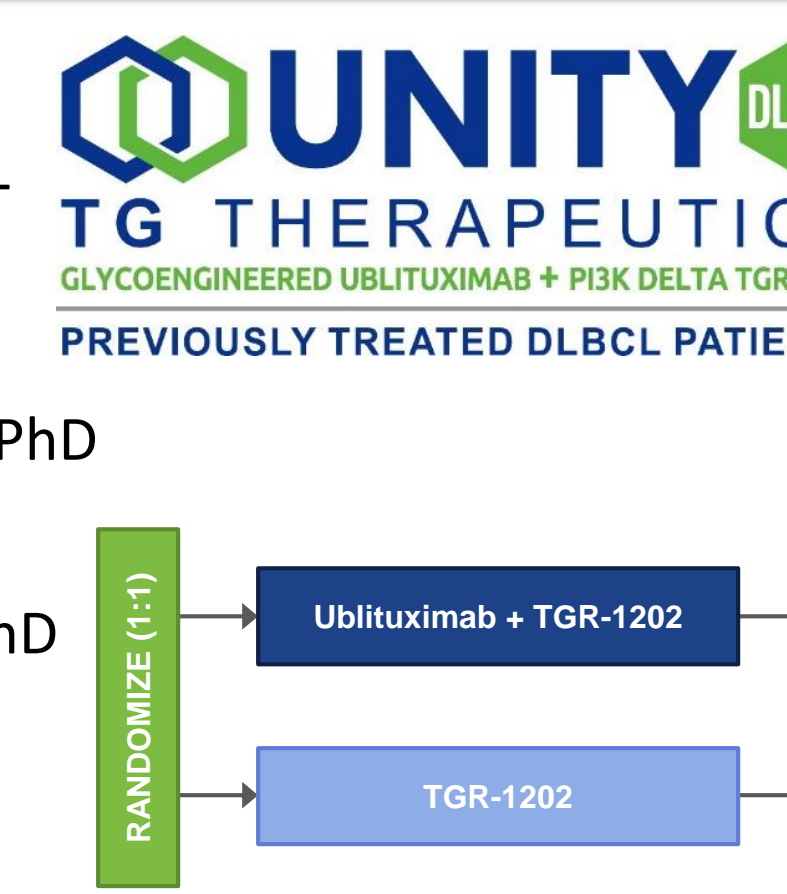 UNITY DL
TG THERAPEUTIC
GLYCOENGINEERED UBLITUXIMAB + PI3K DELTA TGR
PREVIOUSLY TREATED DLBCL PATIE
PhD
hD
RANDOMIZE (1:1)
Ublituximab + TGR-1202
TGR-1202